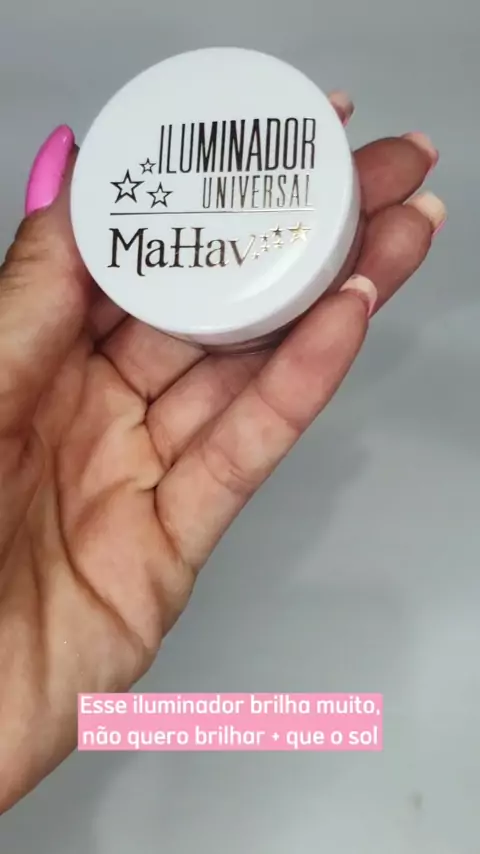 ILUMINADOR
UNIVERSAL
MaHav
Esse iluminador brilha muito,
não quero brilhar + que o sol